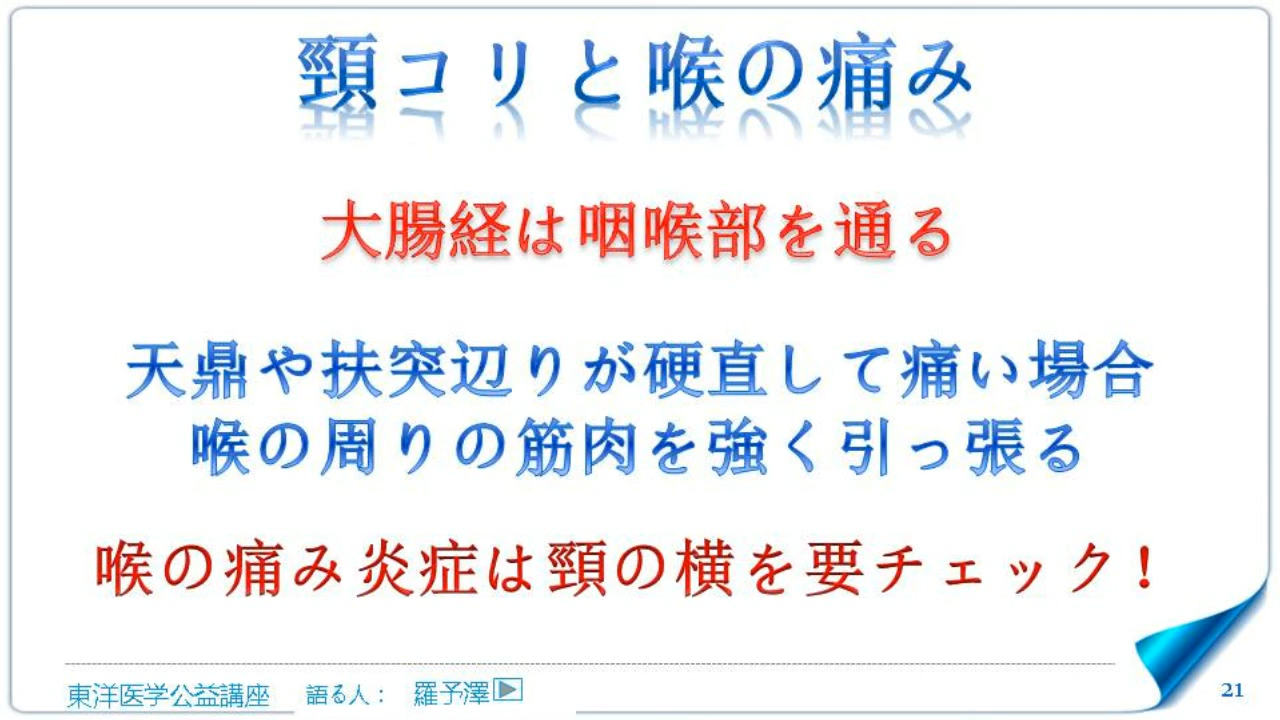 頸コリと喉の痛み
大腸経は咽喉部を通る
天鼎や扶突辺りが硬直して痛い場合
喉の周りの筋肉を強く引っ張る
喉の痛み炎症は頸の横を要チェック！
東洋医学公益講座 語る人： 羅予澤
21